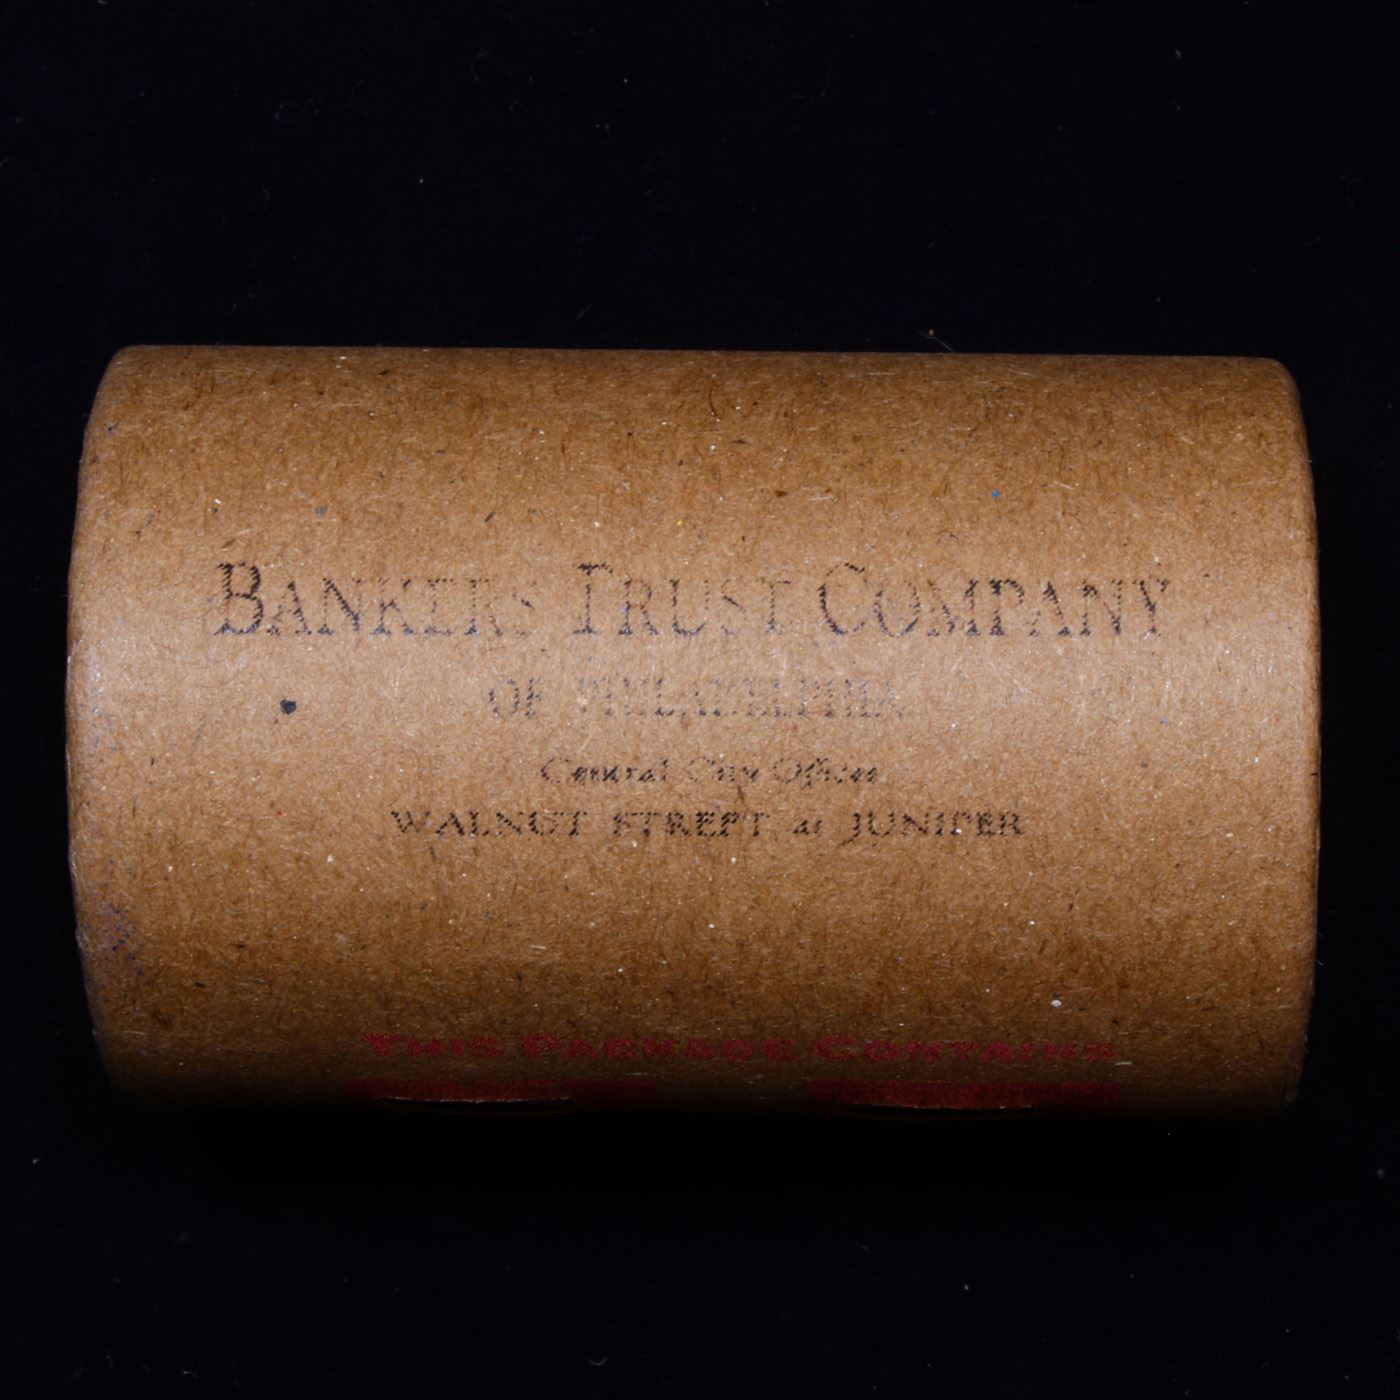 BANKERS TRUST COMPANY
OF PHILADELPHIA
Central City Offices
WALNUT STREET at JUNIPER
THIS PACKAGE CONTAINS